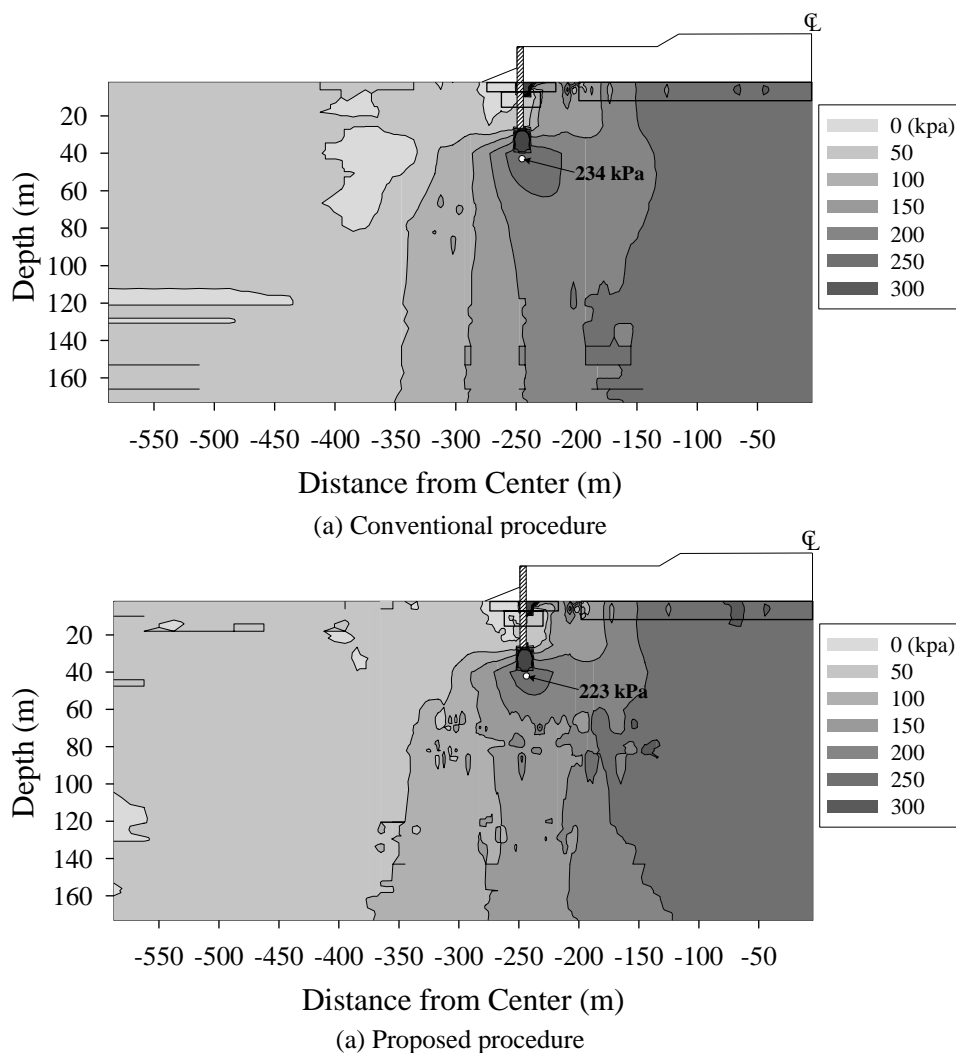 ℄
20
40
60
80
100
120
140
160
Depth (m)
234 kPa
0 (kpa)
50
100
150
200
250
300
-550 -500 -450 -400 -350 -300 -250 -200 -150 -100 -50
Distance from Center (m)
(a) Conventional procedure
℄
20
40
60
80
100
120
140
160
Depth (m)
223 kPa
0 (kpa)
50
100
150
200
250
300
-550 -500 -450 -400 -350 -300 -250 -200 -150 -100 -50
Distance from Center (m)
(a) Proposed procedure